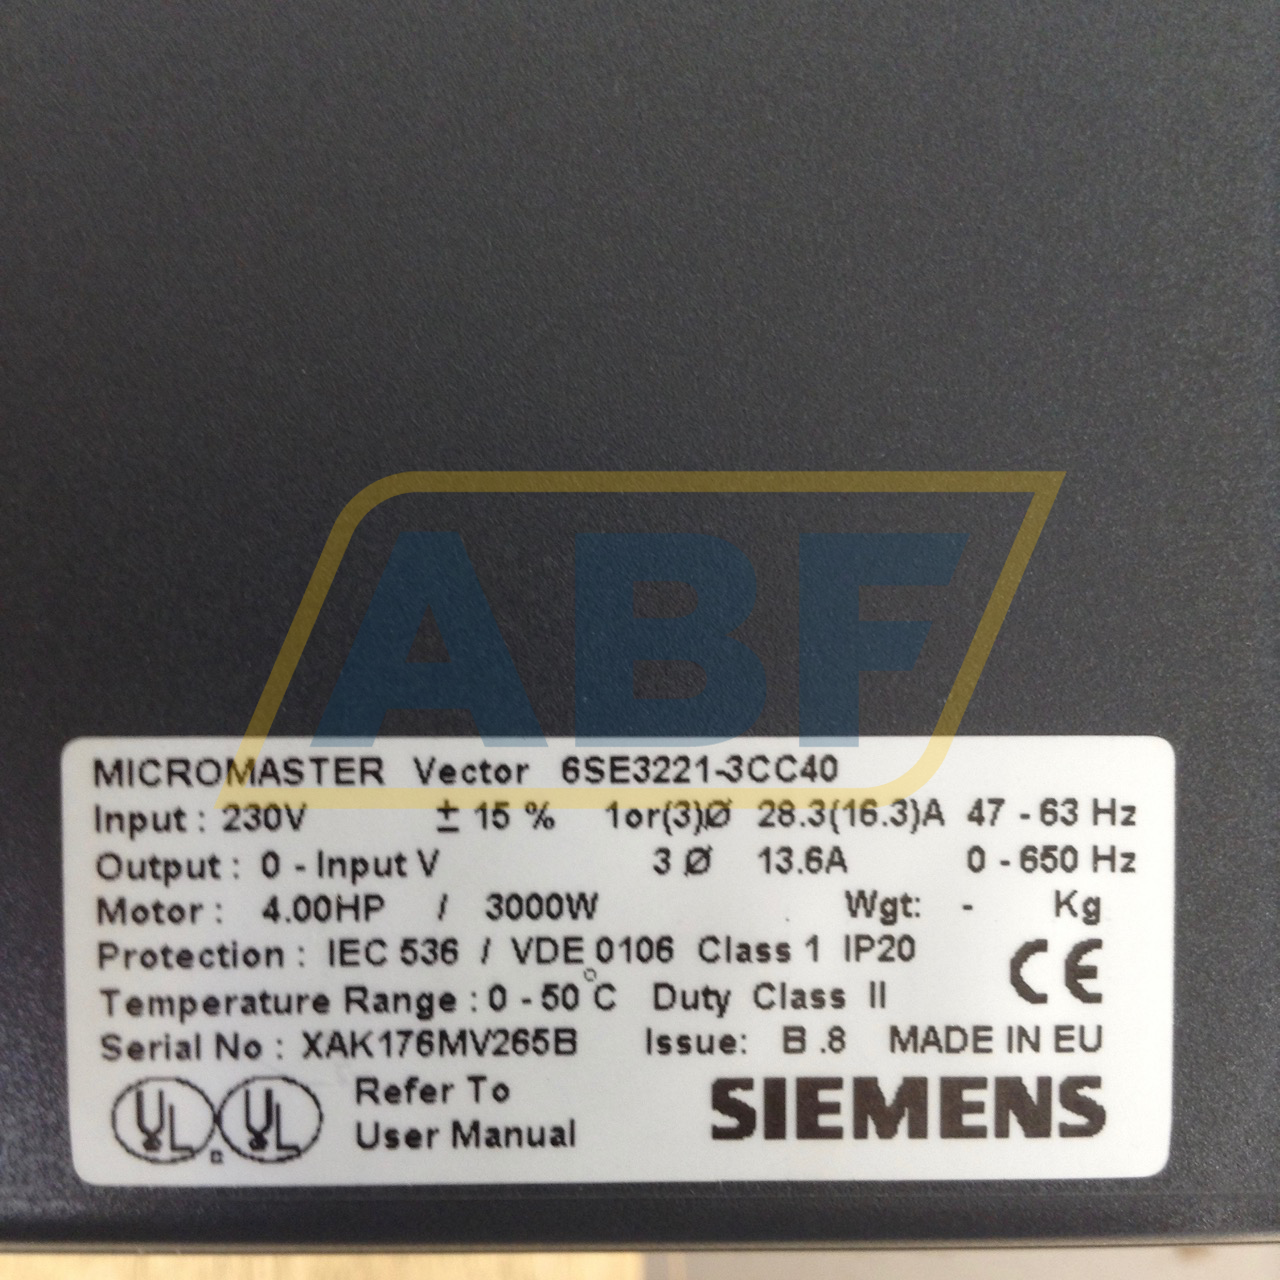 ABF
MICROMASTER Vector 6SE3221-3CC40
Input : 230V ± 15 % 1or(3)Ø 28.3(16.3)A 47 - 63 Hz
Output : 0 - Input V 3 Ø 13.6A 0 - 650 Hz
Motor : 4.00HP / 3000W Wgt: - Kg
Protection : IEC 536 / VDE 0106 Class 1 IP20
CE
Temperature Range : 0 - 50°C Duty Class II
Serial No : XAK176MV265B Issue: B .8 MADE IN EU
UL UL Refer To
User Manual
SIEMENS